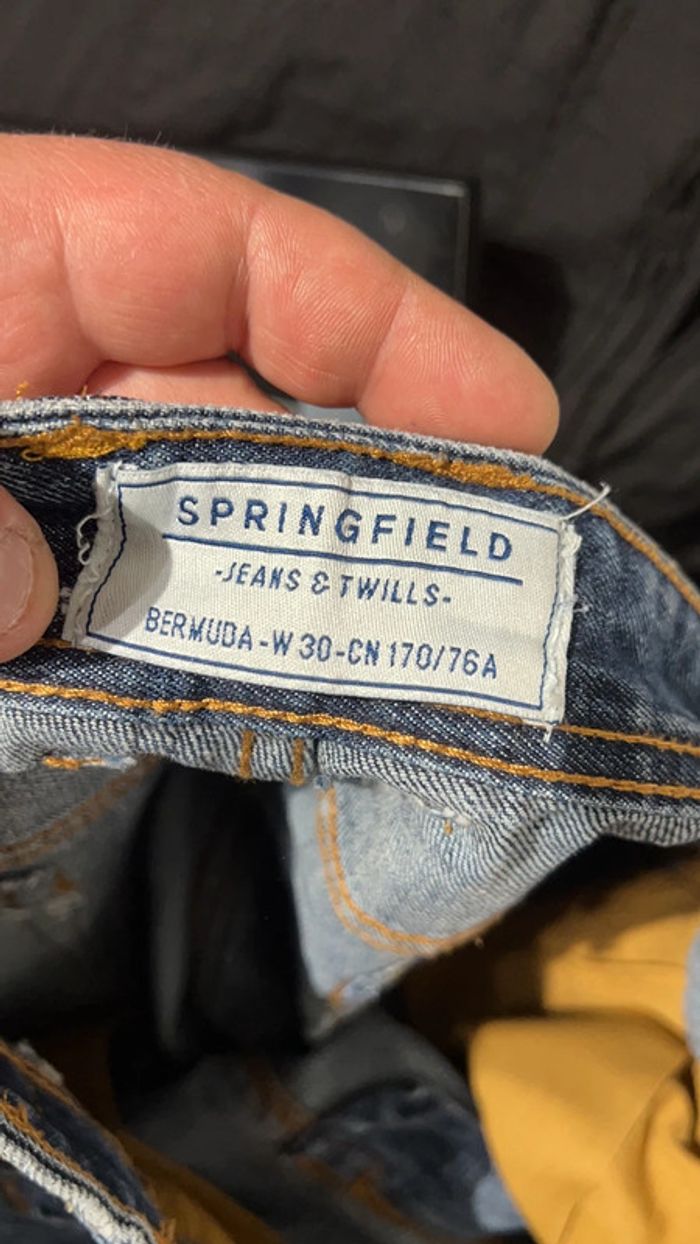 SPRINGFIELD
-JEANS & TWILLS-
BERMUDA-W 30-CN 170/76A